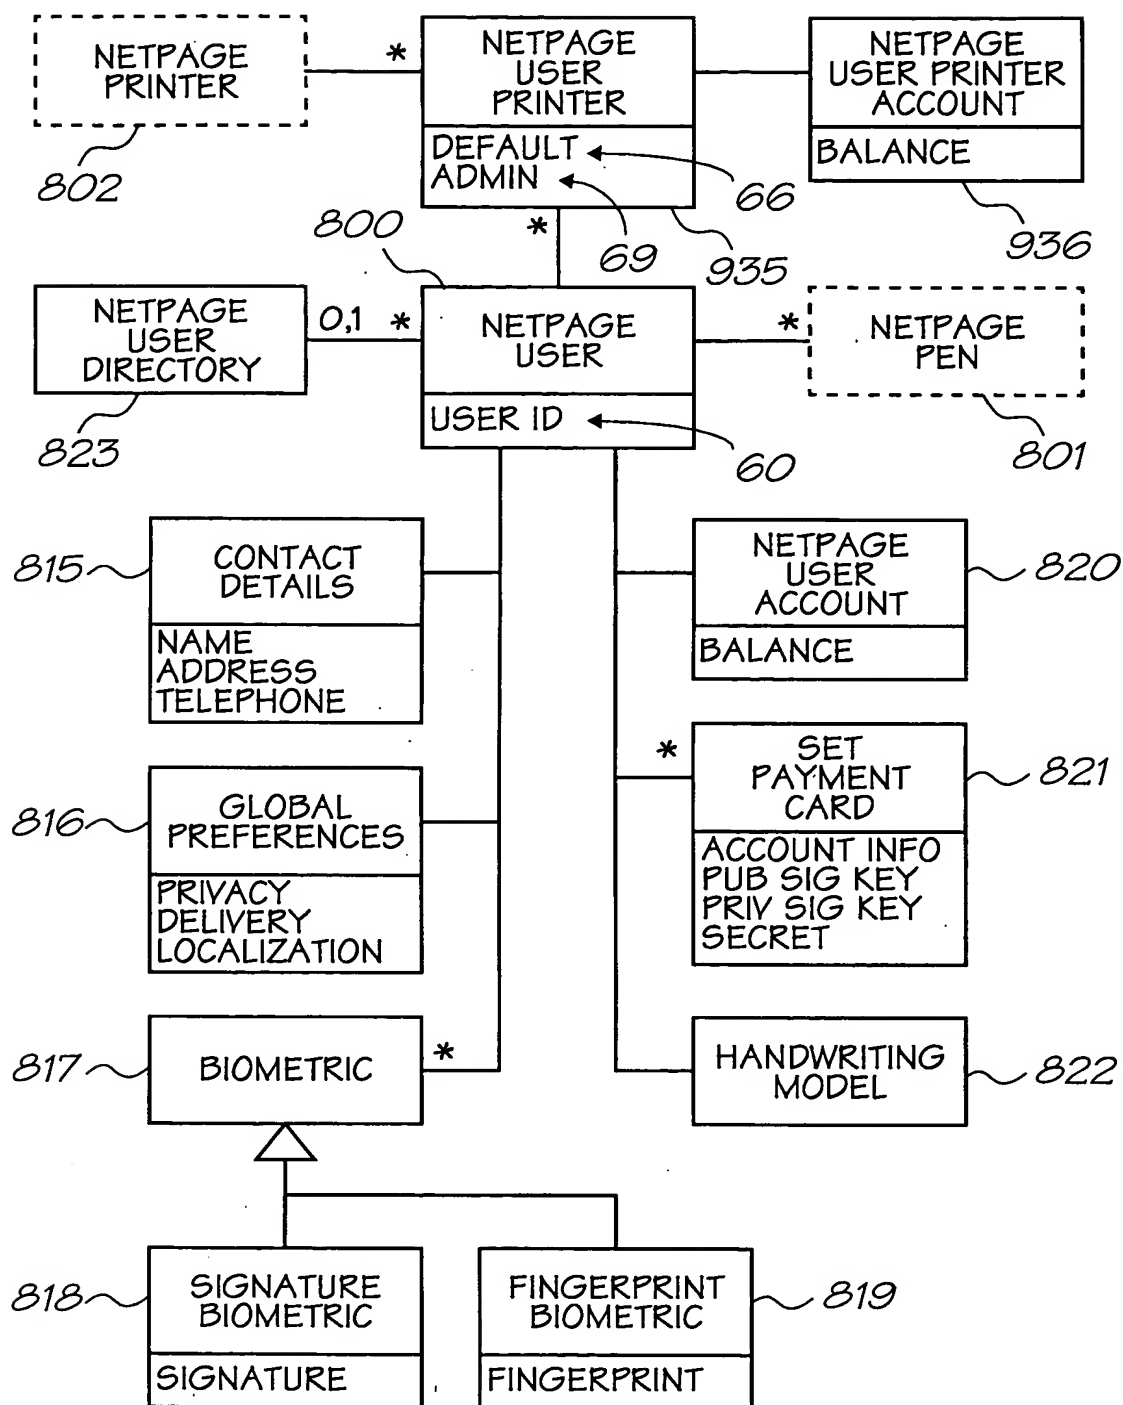 NETPAGE
PRINTER
802
*
NETPAGE
USER
PRINTER
DEFAULT
ADMIN
66
69
935
NETPAGE
USER PRINTER
ACCOUNT
BALANCE
936
*
800
NETPAGE
USER
DIRECTORY
823
0,1 *
NETPAGE
USER
USER ID
60
*
NETPAGE
PEN
801
815
CONTACT
DETAILS
NAME
ADDRESS
TELEPHONE
NETPAGE
USER
ACCOUNT
BALANCE
820
816
GLOBAL
PREFERENCES
PRIVACY
DELIVERY
LOCALIZATION
*
SET
PAYMENT
CARD
ACCOUNT INFO
PUB SIG KEY
PRIV SIG KEY
SECRET
821
817
BIOMETRIC
*
HANDWRITING
MODEL
822
818
SIGNATURE
BIOMETRIC
SIGNATURE
FINGERPRINT
BIOMETRIC
FINGERPRINT
819